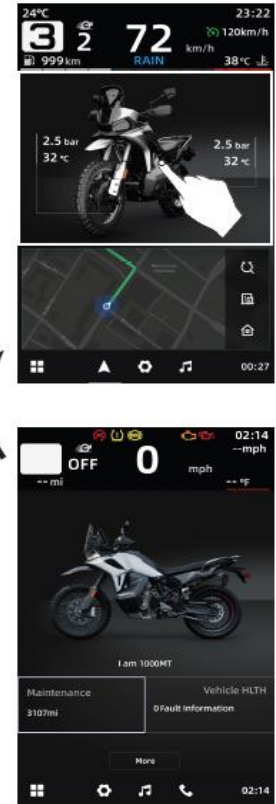 24°C 23:22
3 2 72 km/h 120km/h
999 km RAIN 38°C
2.5 bar 2.5 bar
32 °C 32 °C
00:27
02:14
OFF 0 mph --mph
-- mi -- °F
I am 1000MT
Maintenance Vehicle HLTH
3107mi 0 Fault Information
More
02:14